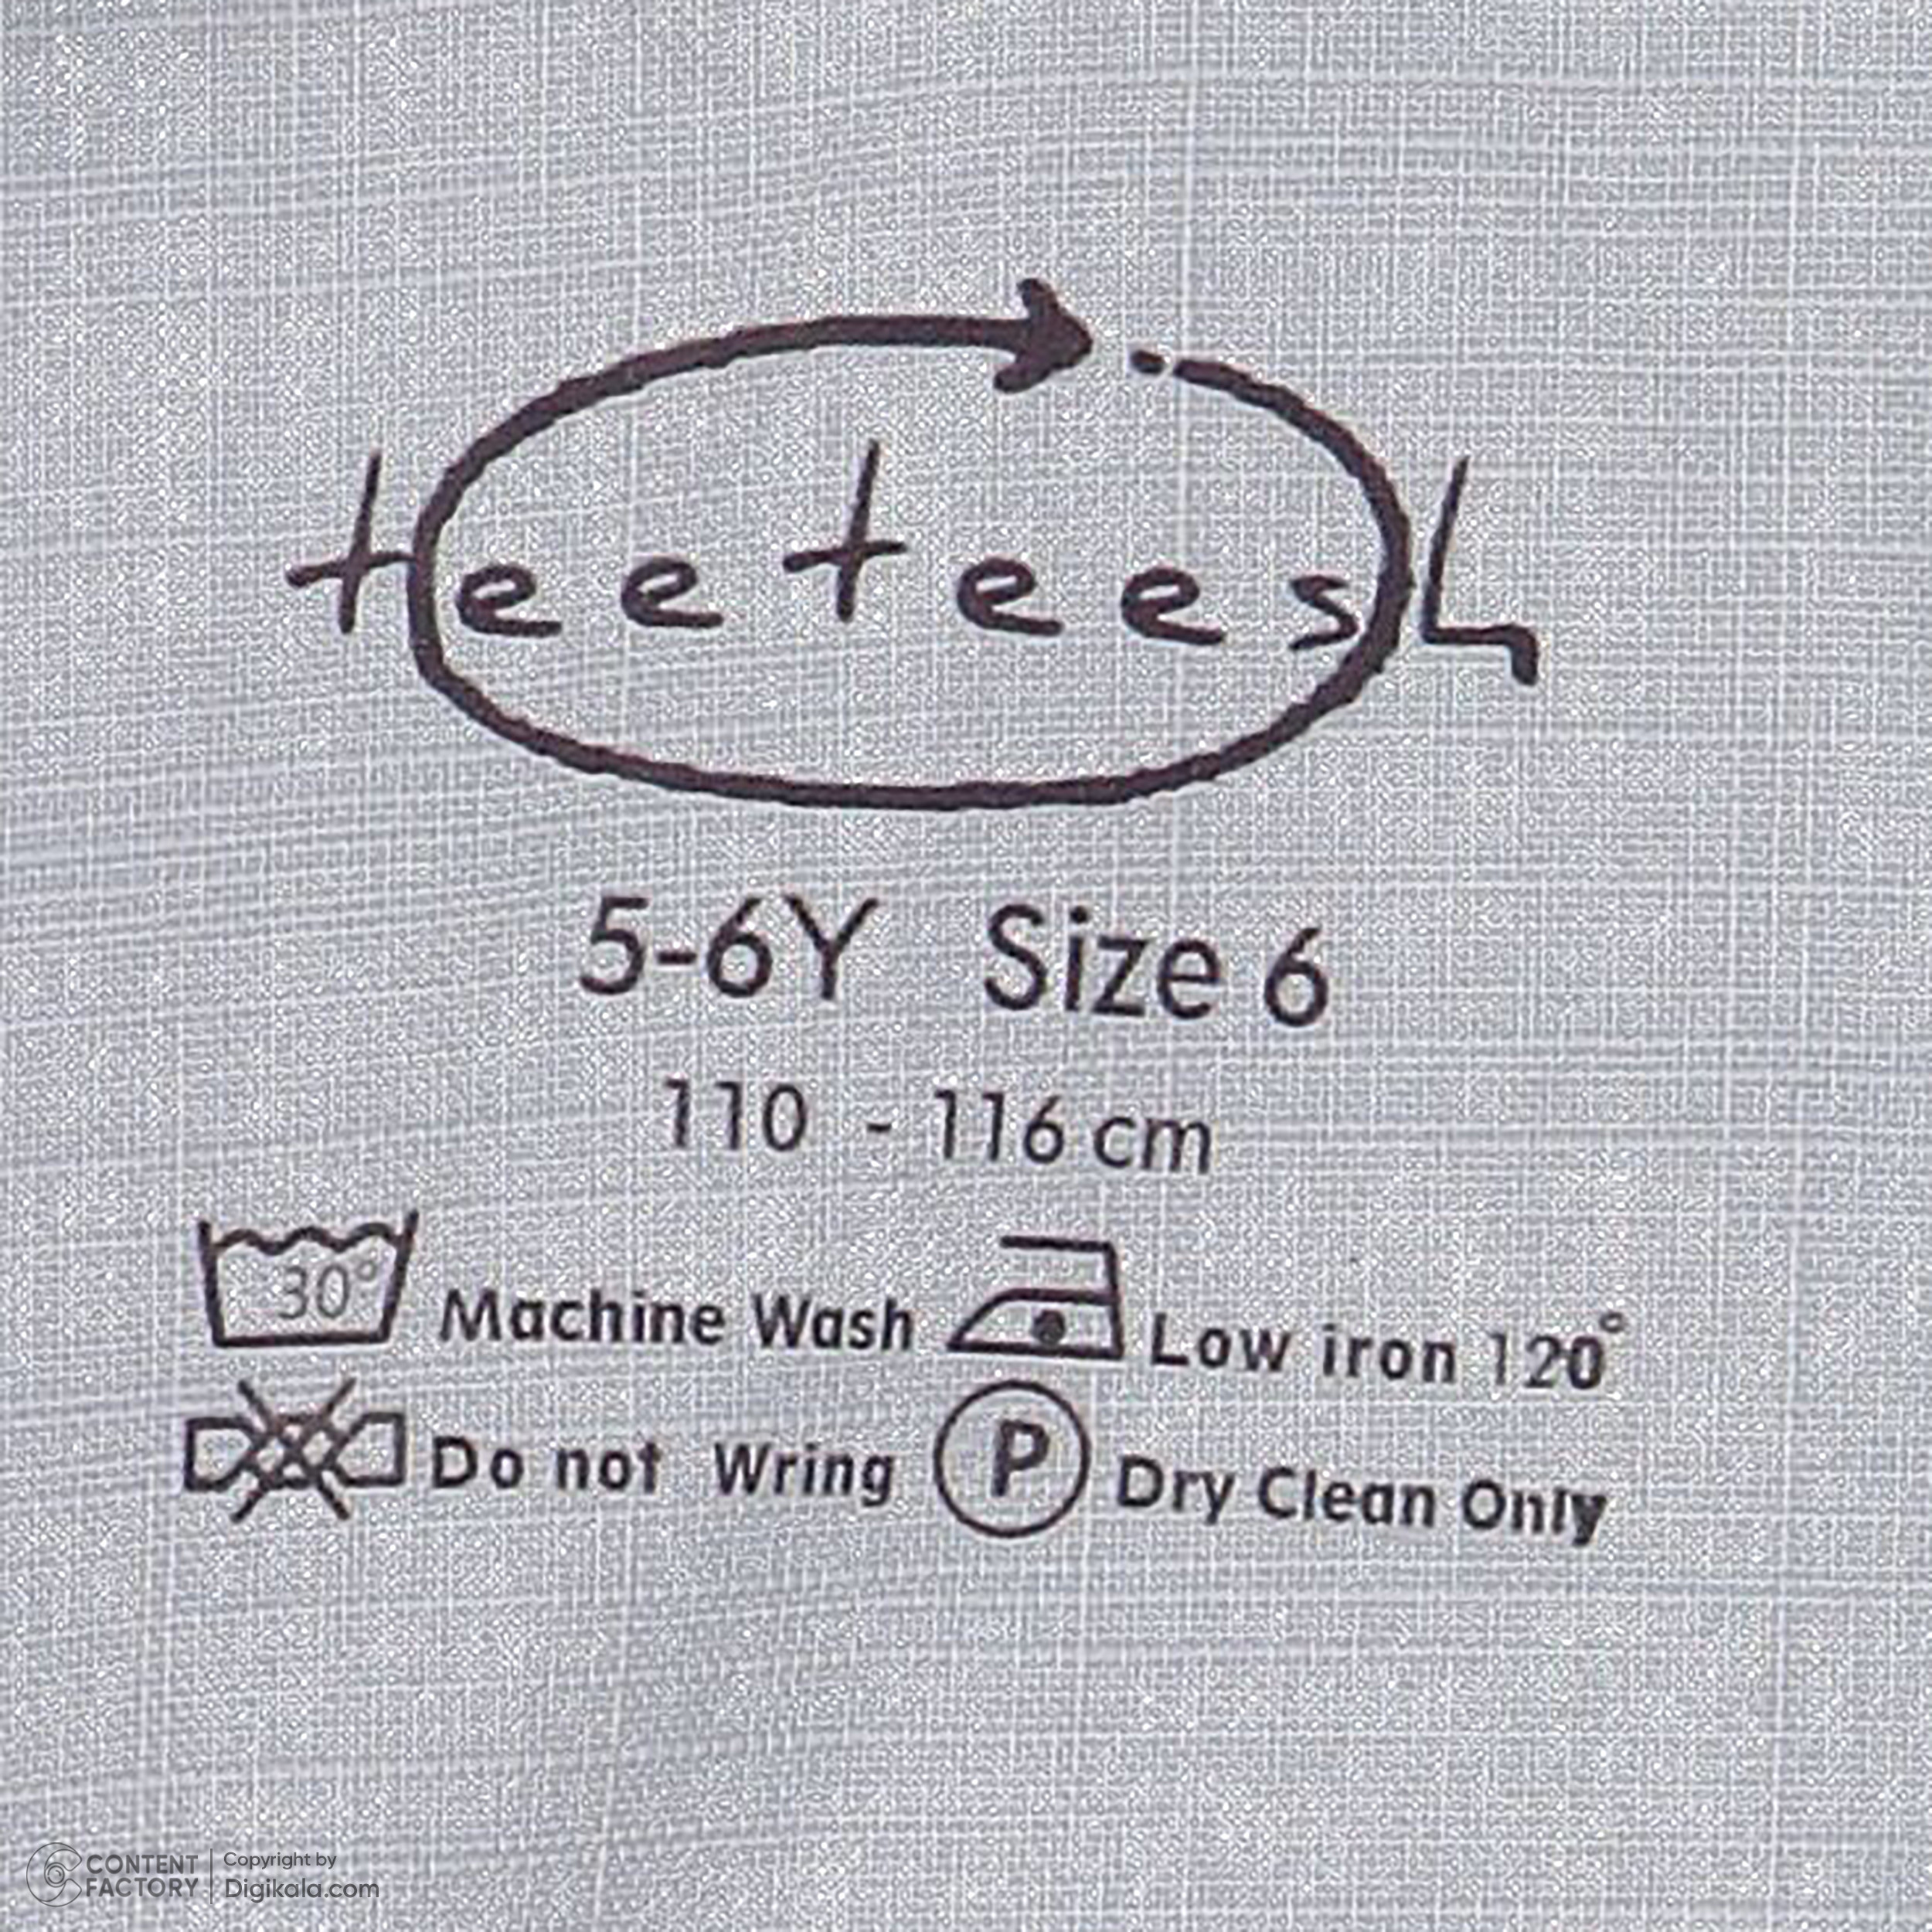 teeteesh
5-6Y Size 6
110 - 116 cm
30° Machine Wash Low iron 120°
Do not Wring P Dry Clean Only
CONTENT FACTORY Copyright by Digikala.com